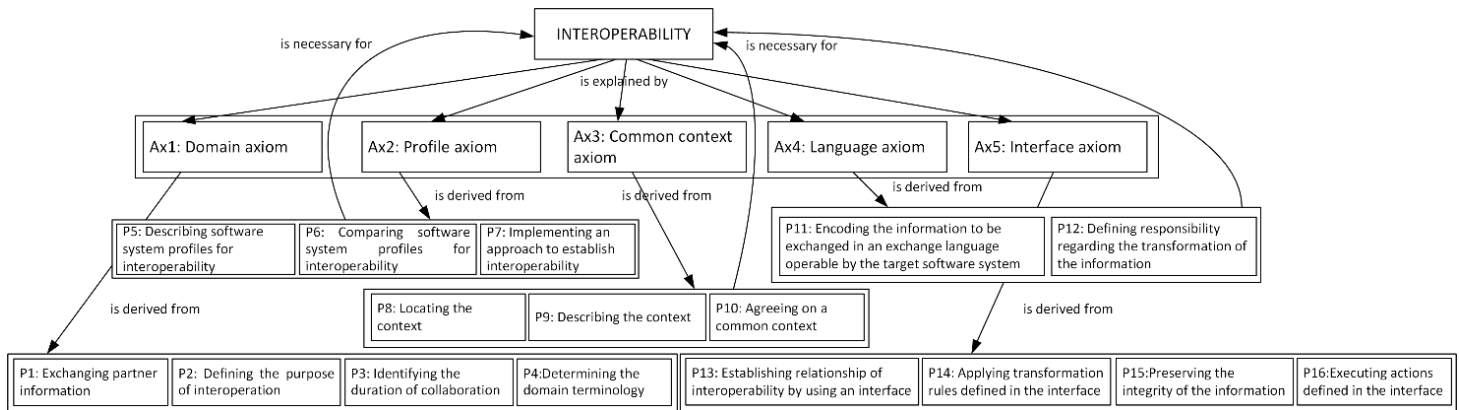 INTEROPERABILITY
is necessary for
is necessary for
is explained by
Ax1: Domain axiom
Ax2: Profile axiom
Ax3: Common context
axiom
Ax4: Language axiom
Ax5: Interface axiom
is derived from
is derived from
is derived from
P5: Describing software
system profiles for
interoperability
P6: Comparing software
system profiles for
interoperability
P7: Implementing an
approach to establish
interoperability
P11: Encoding the information to be
exchanged in an exchange language
operable by the target software system
P12: Defining responsibility
regarding the transformation of
the information
is derived from
is derived from
P8: Locating the
context
P9: Describing the context
P10: Agreeing on a
common context
P1: Exchanging partner
information
P2: Defining the purpose
of interoperation
P3: Identifying the
duration of collaboration
P4:Determining the
domain terminology
P13: Establishing relationship of
interoperability by using an interface
P14: Applying transformation
rules defined in the interface
P15:Preserving the
integrity of the information
P16:Executing actions
defined in the interface